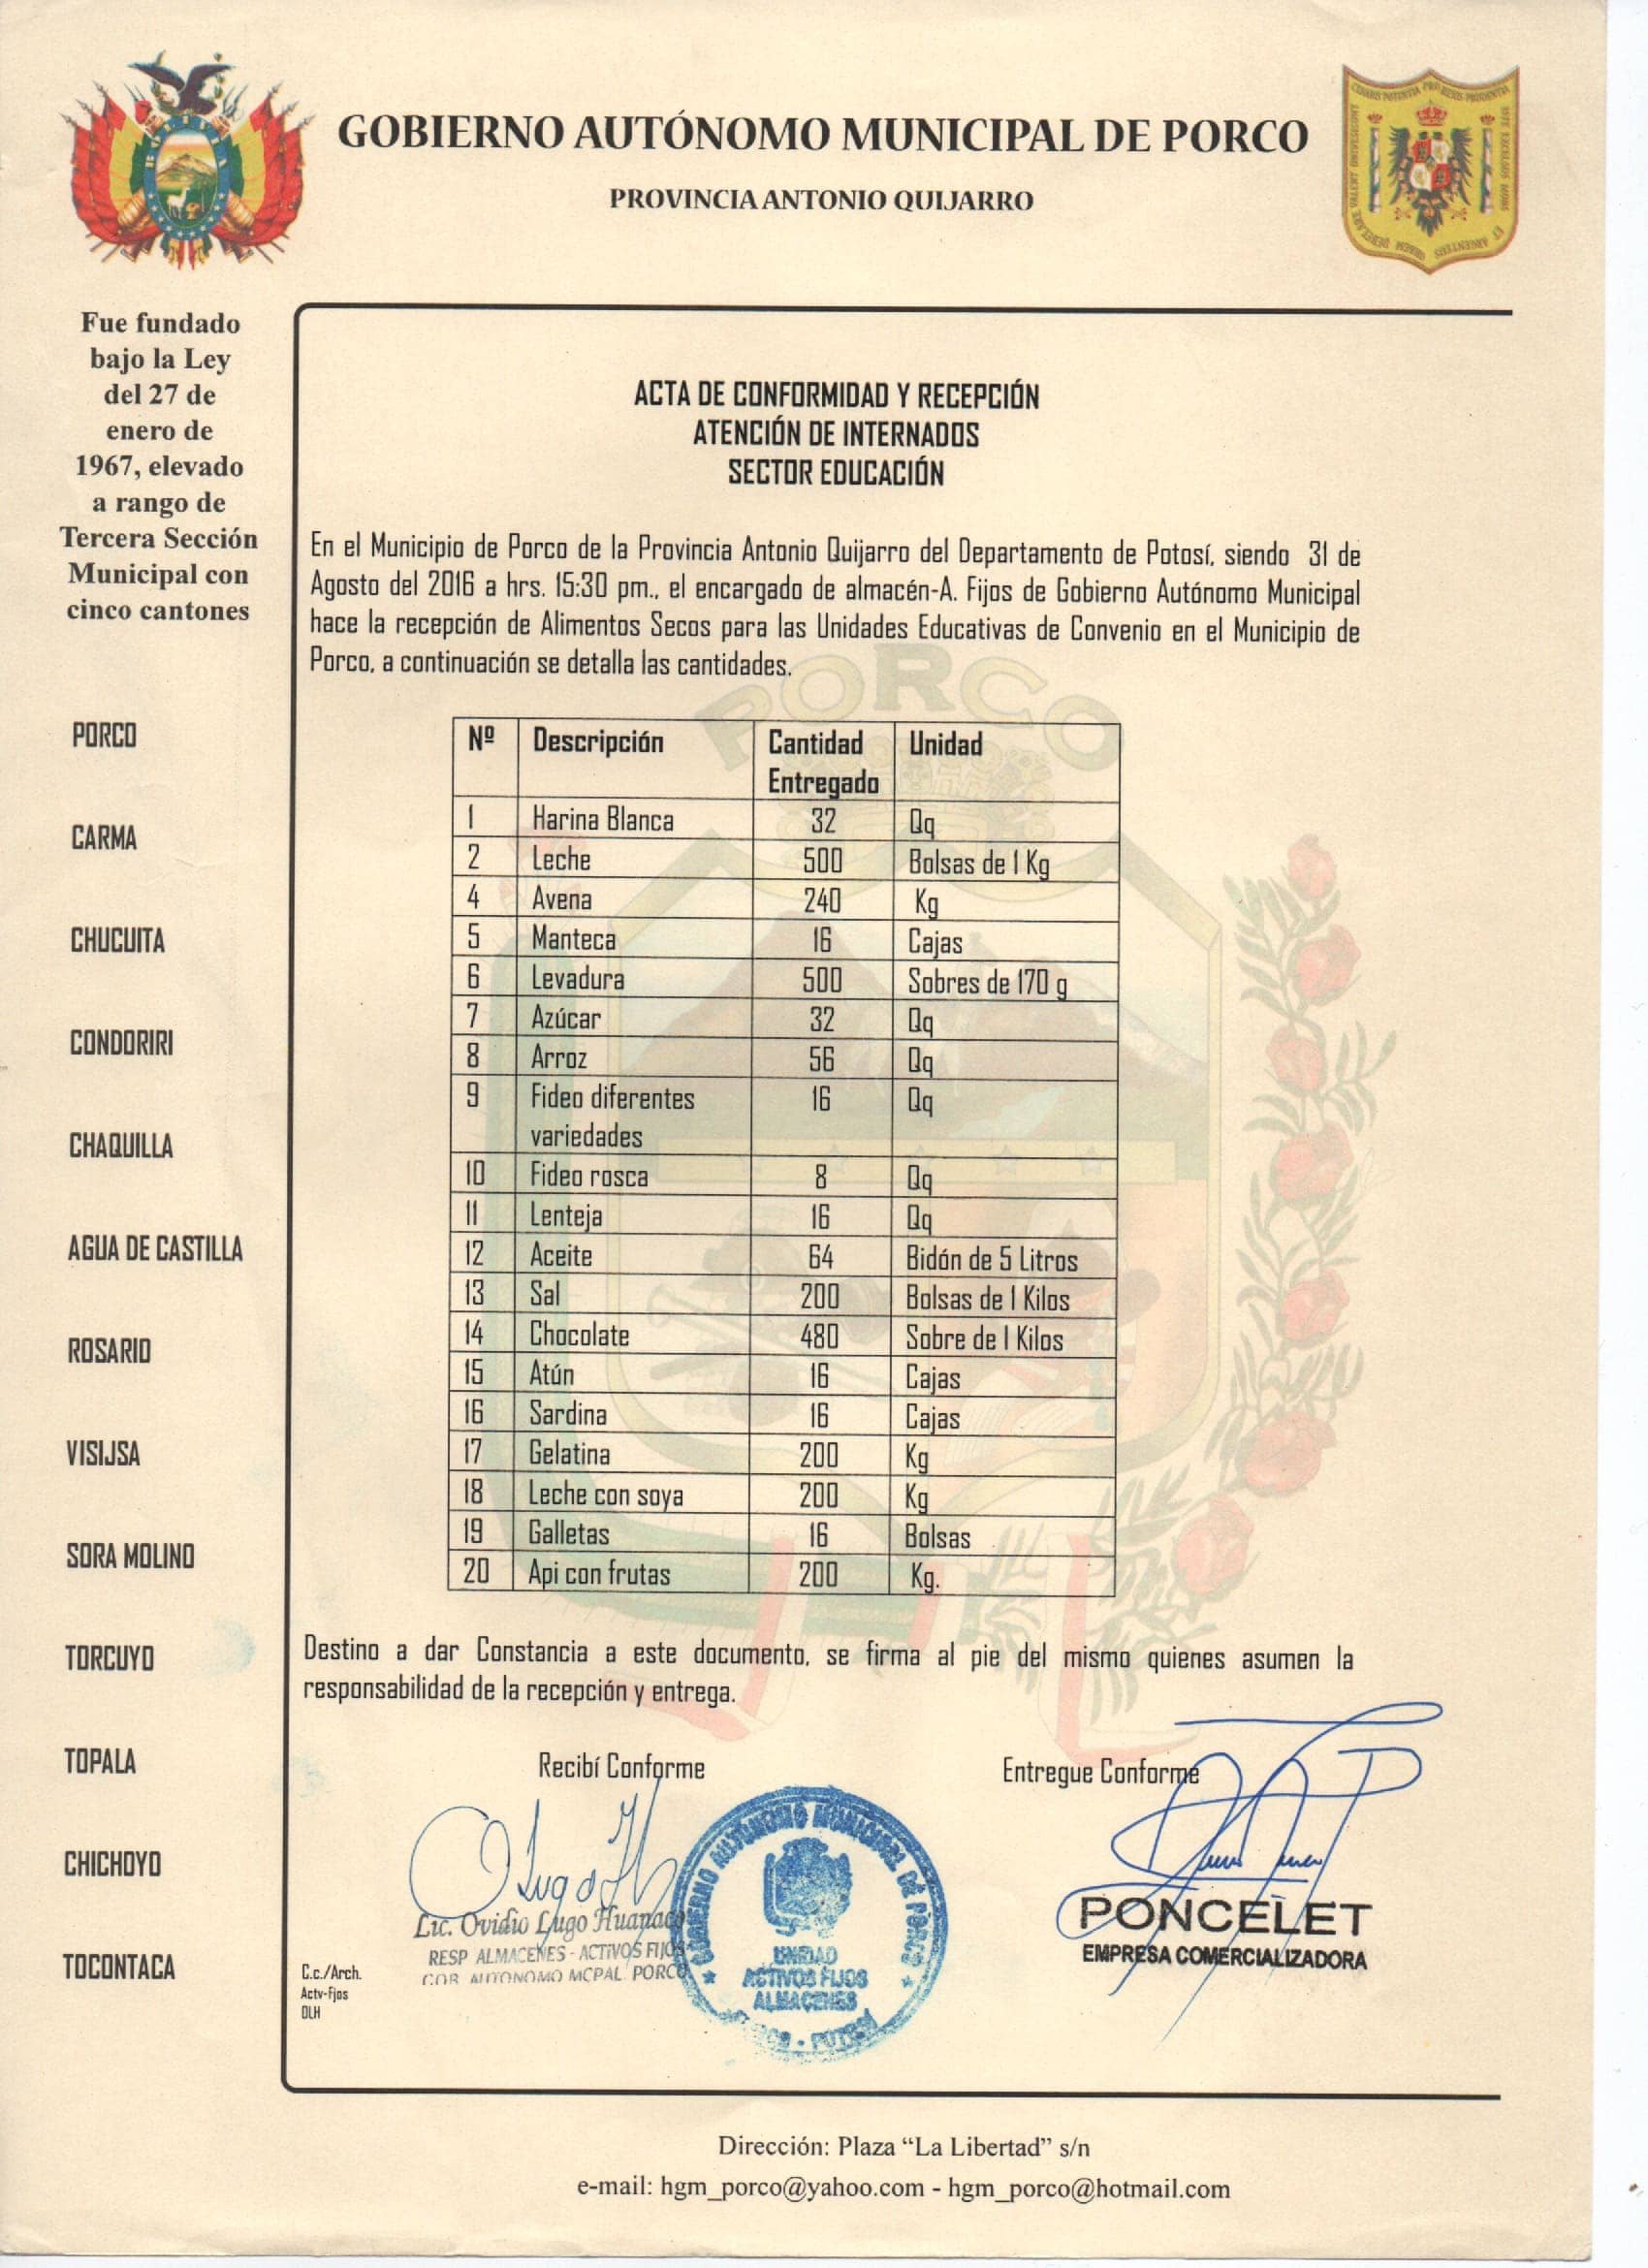 GOBIERNO AUTÓNOMO MUNICIPAL DE PORCO
PROVINCIA ANTONIO QUIJARRO
Fue fundado
bajo la Ley
del 27 de
enero de
1967, elevado
a rango de
Tercera Sección
Municipal con
cinco cantones
PORCO
CARMA
CHUCUITA
CONDORIRI
CHAQUILLA
AGUA DE CASTILLA
ROSARIO
VISIJSA
SORA MOLINO
TORCUYO
TOPALA
CHICHOYO
TOCONTACA
ACTA DE CONFORMIDAD Y RECEPCIÓN
ATENCIÓN DE INTERNADOS
SECTOR EDUCACIÓN
En el Municipio de Porco de la Provincia Antonio Quijarro del Departamento de Potosí, siendo 31 de
Agosto del 2016 a hrs. 15:30 pm., el encargado de almacén-A. Fijos de Gobierno Autónomo Municipal
hace la recepción de Alimentos Secos para las Unidades Educativas de Convenio en el Municipio de
Porco, a continuación se detalla las cantidades.
PORCO
Nº Descripción Cantidad Unidad
Entregado
1 Harina Blanca 32 Qq
2 Leche 500 Bolsas de 1 Kg
4 Avena 240 Kg
5 Manteca 16 Cajas
6 Levadura 500 Sobres de 170 g
7 Azúcar 32 Qq
8 Arroz 56 Qq
9 Fideo diferentes 16 Qq
variedades
10 Fideo rosca 8 Qq
11 Lenteja 16 Qq
12 Aceite 64 Bidón de 5 Litros
13 Sal 200 Bolsas de 1 Kilos
14 Chocolate 480 Sobre de 1 Kilos
15 Atún 16 Cajas
16 Sardina 16 Cajas
17 Gelatina 200 Kg
18 Leche con soya 200 Kg
19 Galletas 16 Bolsas
20 Api con frutas 200 Kg.
Destino a dar Constancia a este documento, se firma al pie del mismo quienes asumen la
responsabilidad de la recepción y entrega.
Recibí Conforme
Entregue Conforme
Lic. Ovidio Lugo Huanaco
RESP ALMACENES - ACTIVOS FIJOS
GOB. AUTONOMO MCPAL. PORCO
GOBIERNO AUTONOMO MUNICIPAL DE PORCO
UNIDAD
ACTIVOS FIJOS
ALMACENES
PORCO - POTOSÍ
PONCELET
EMPRESA COMERCIALIZADORA
C.c./Arch.
Actv-Fjos
OLH
Dirección: Plaza “La Libertad” s/n
e-mail: hgm_porco@yahoo.com - hgm_porco@hotmail.com